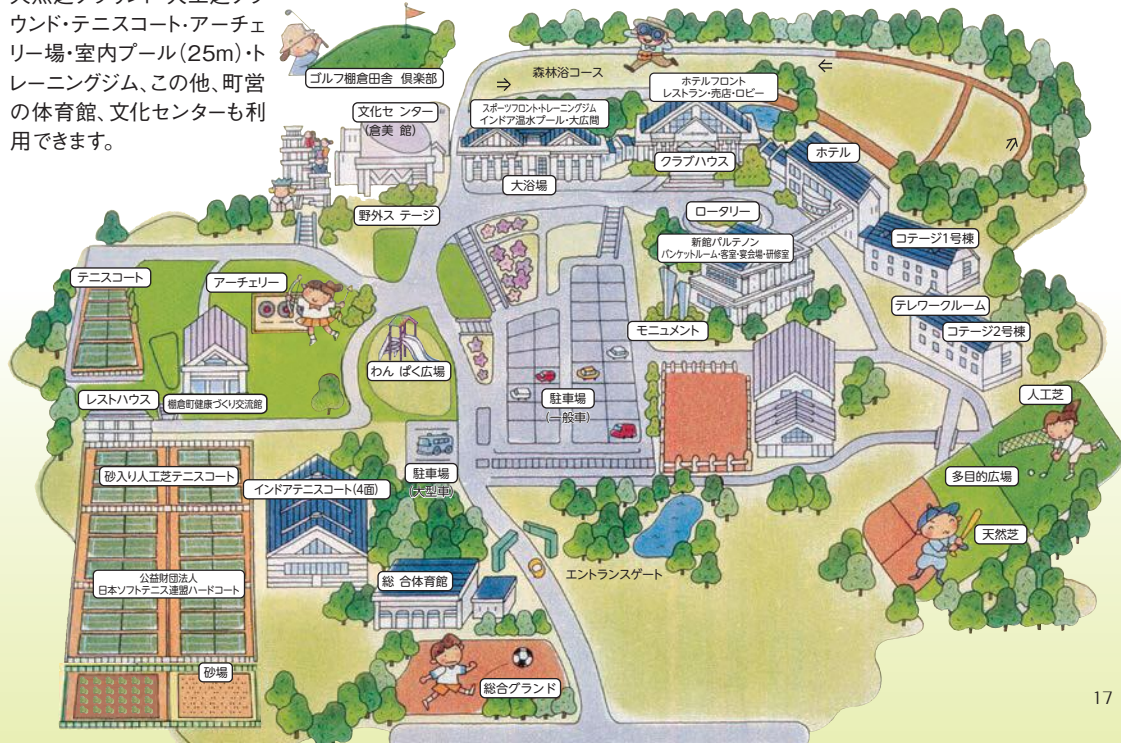 ウンド・テニスコート・アーチェ
リー場・室内プール(25m)・ト
レーニングジム、この他、町営
の体育館、文化センターも利
用できます。
ゴルフ棚倉田舎 倶楽部
森林浴コース
ホテルフロント
レストラン・売店・ロビー
文化セ ンター
(倉美 館)
スポーツフロント・トレーニングジム
インドア温水プール・大広間
クラブハウス
ホテル
大浴場
野外ス テージ
ロータリー
新館パルテノン
バンケットルーム・客室・宴会場・研修室
コテージ1号棟
テニスコート
アーチェリー
テレワークルーム
コテージ2号棟
モニュメント
わん ぱく広場
レストハウス
棚倉町健康づくり交流館
駐車場
(一般車)
人工芝
砂入り人工芝テニスコート
インドアテニスコート(4面)
駐車場
(大型車)
多目的広場
天然芝
公益財団法人
日本ソフトテニス連盟ハードコート
総 合体育館
エントランスゲート
砂場
総合グランド
17